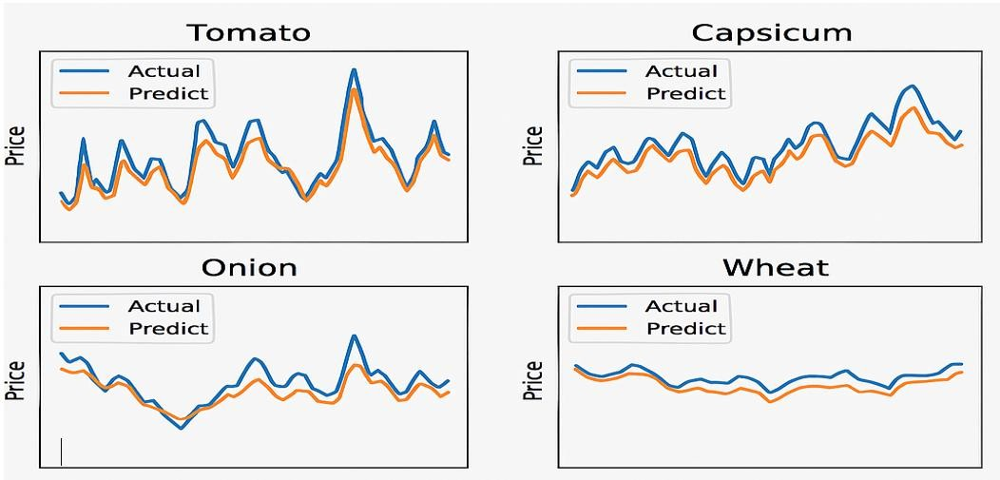 Tomato
Actual
Predict
Price
Capsicum
Actual
Predict
Price
Onion
Actual
Predict
Price
Wheat
Actual
Predict
Price